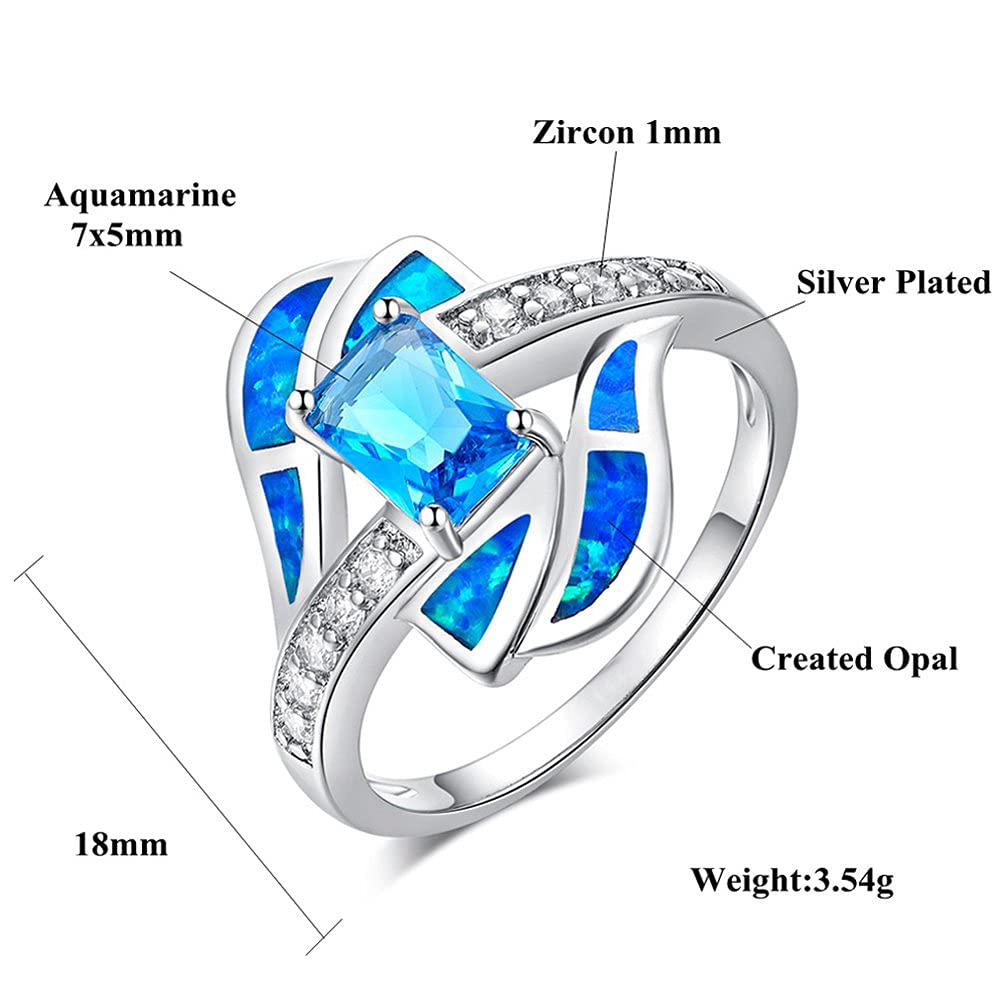 Zircon 1mm
Aquamarine
7x5mm
Silver Plated
Created Opal
18mm
Weight:3.54g